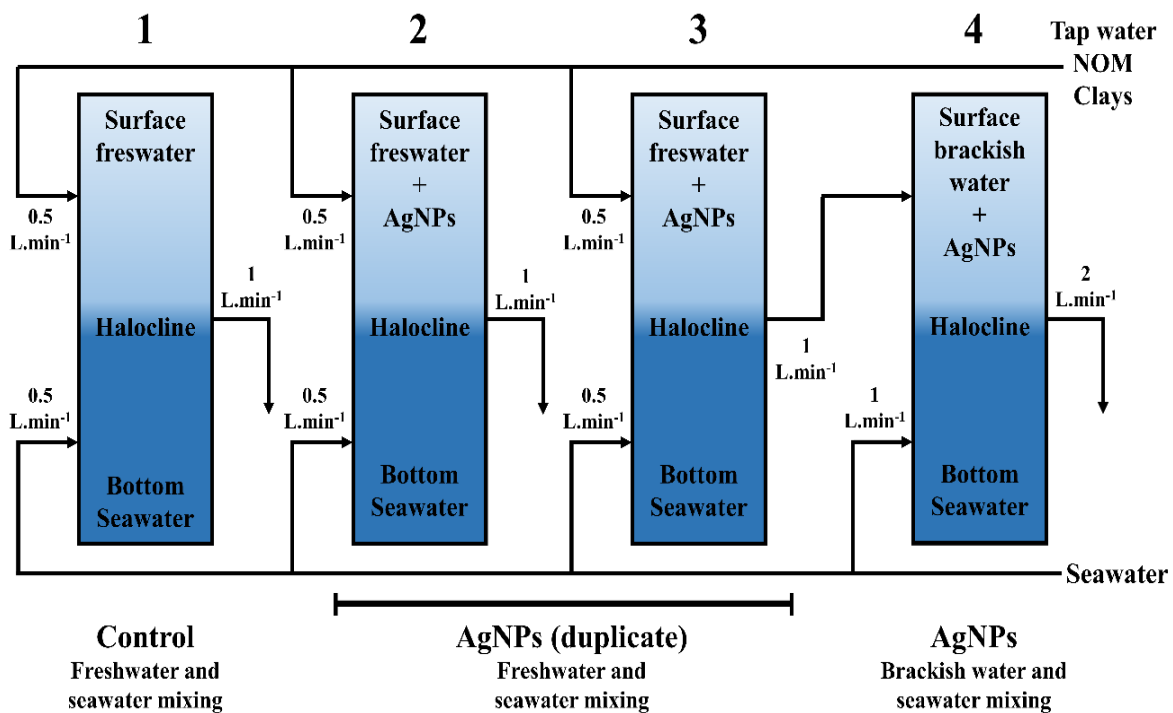 1
2
3
4
Tap water
NOM
Clays
Surface
freswater
Surface
freswater
+
AgNPs
Surface
freswater
+
AgNPs
Surface
brackish
water
+
AgNPs
0.5
L.min-1
0.5
L.min-1
0.5
L.min-1
1
L.min-1
1
L.min-1
1
L.min-1
2
L.min-1
Halocline
Halocline
Halocline
Halocline
0.5
L.min-1
0.5
L.min-1
0.5
L.min-1
1
L.min-1
Bottom
Seawater
Bottom
Seawater
Bottom
Seawater
Bottom
Seawater
Seawater
Control
Freshwater and
seawater mixing
AgNPs (duplicate)
Freshwater and
seawater mixing
AgNPs
Brackish water and
seawater mixing